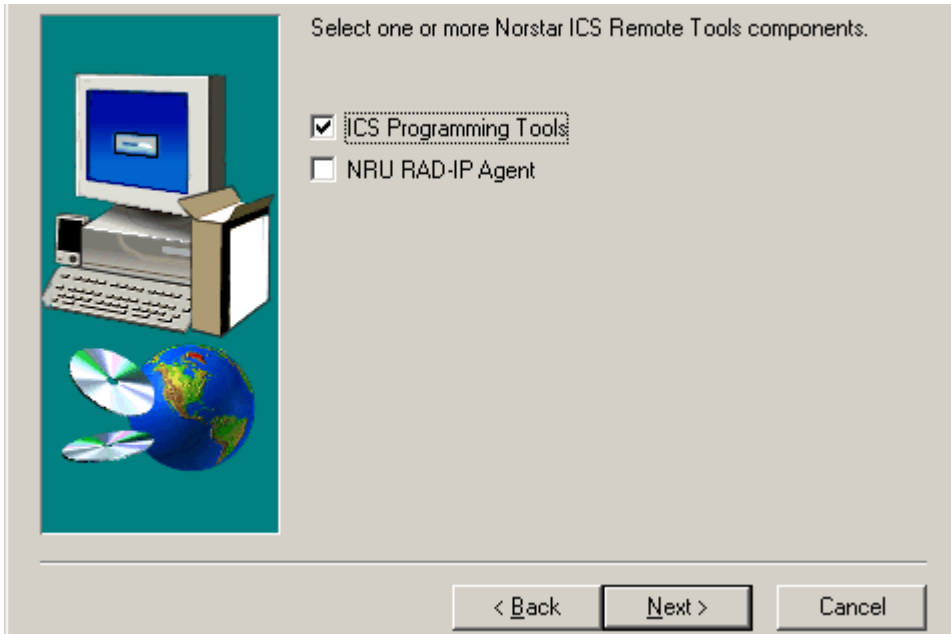 Select one or more Norstar ICS Remote Tools components.
ICS Programming Tools
NRU RAD-IP Agent
< Back
Next >
Cancel